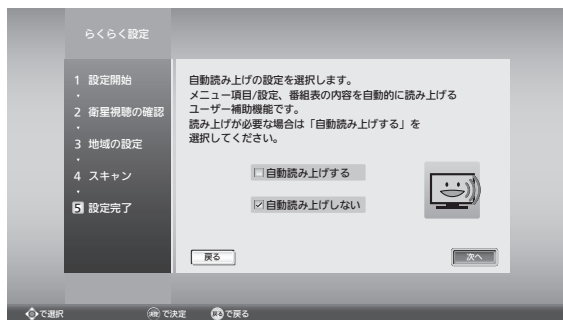 らくらく設定
1 設定開始
2 衛星視聴の確認
3 地域の設定
4 スキャン
5 設定完了
自動読み上げの設定を選択します。
メニュー項目/設定、番組表の内容を自動的に読み上げる
ユーザー補助機能です。
読み上げが必要な場合は「自動読み上げする」を
選択してください。
自動読み上げする
自動読み上げしない
戻る
次へ
で選択 決定 で決定 戻る で戻る